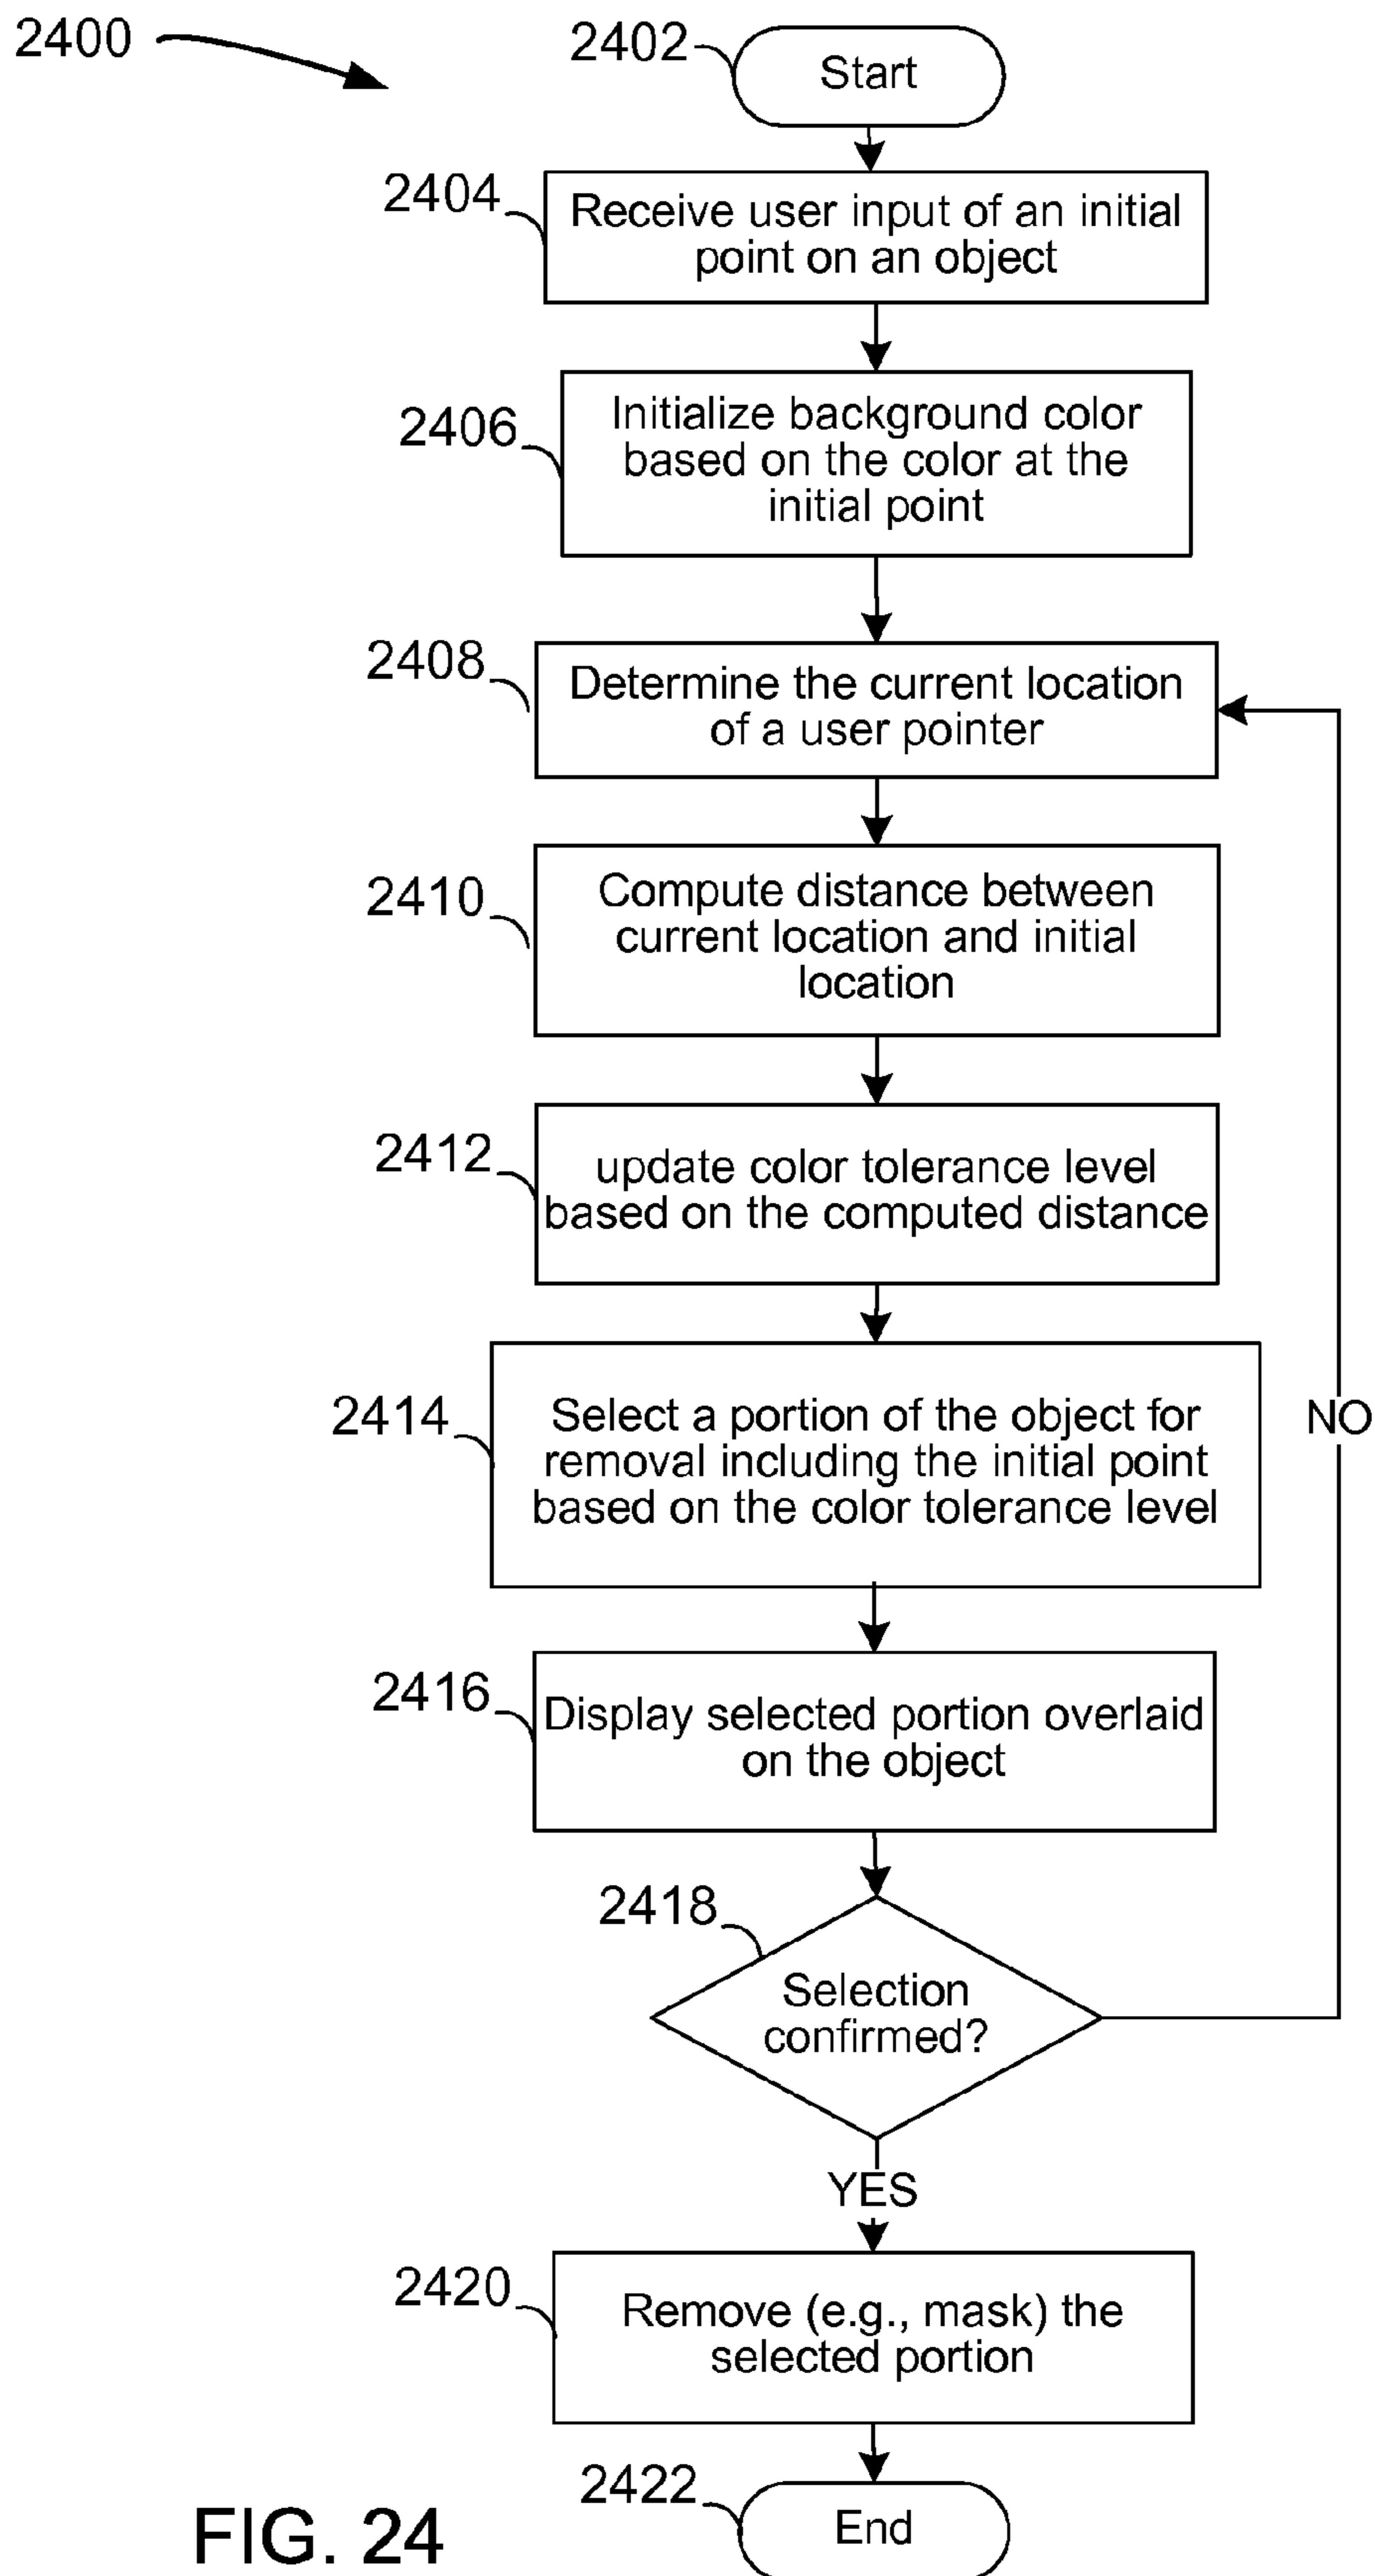 2400
2402
Start
2404
Receive user input of an initial
point on an object
2406
Initialize background color
based on the color at the
initial point
2408
Determine the current location
of a user pointer
2410
Compute distance between
current location and initial
location
2412
update color tolerance level
based on the computed distance
2414
Select a portion of the object for
removal including the initial point
based on the color tolerance level
NO
2416
Display selected portion overlaid
on the object
2418
Selection
confirmed?
YES
2420
Remove (e.g., mask) the
selected portion
2422
End
FIG. 24